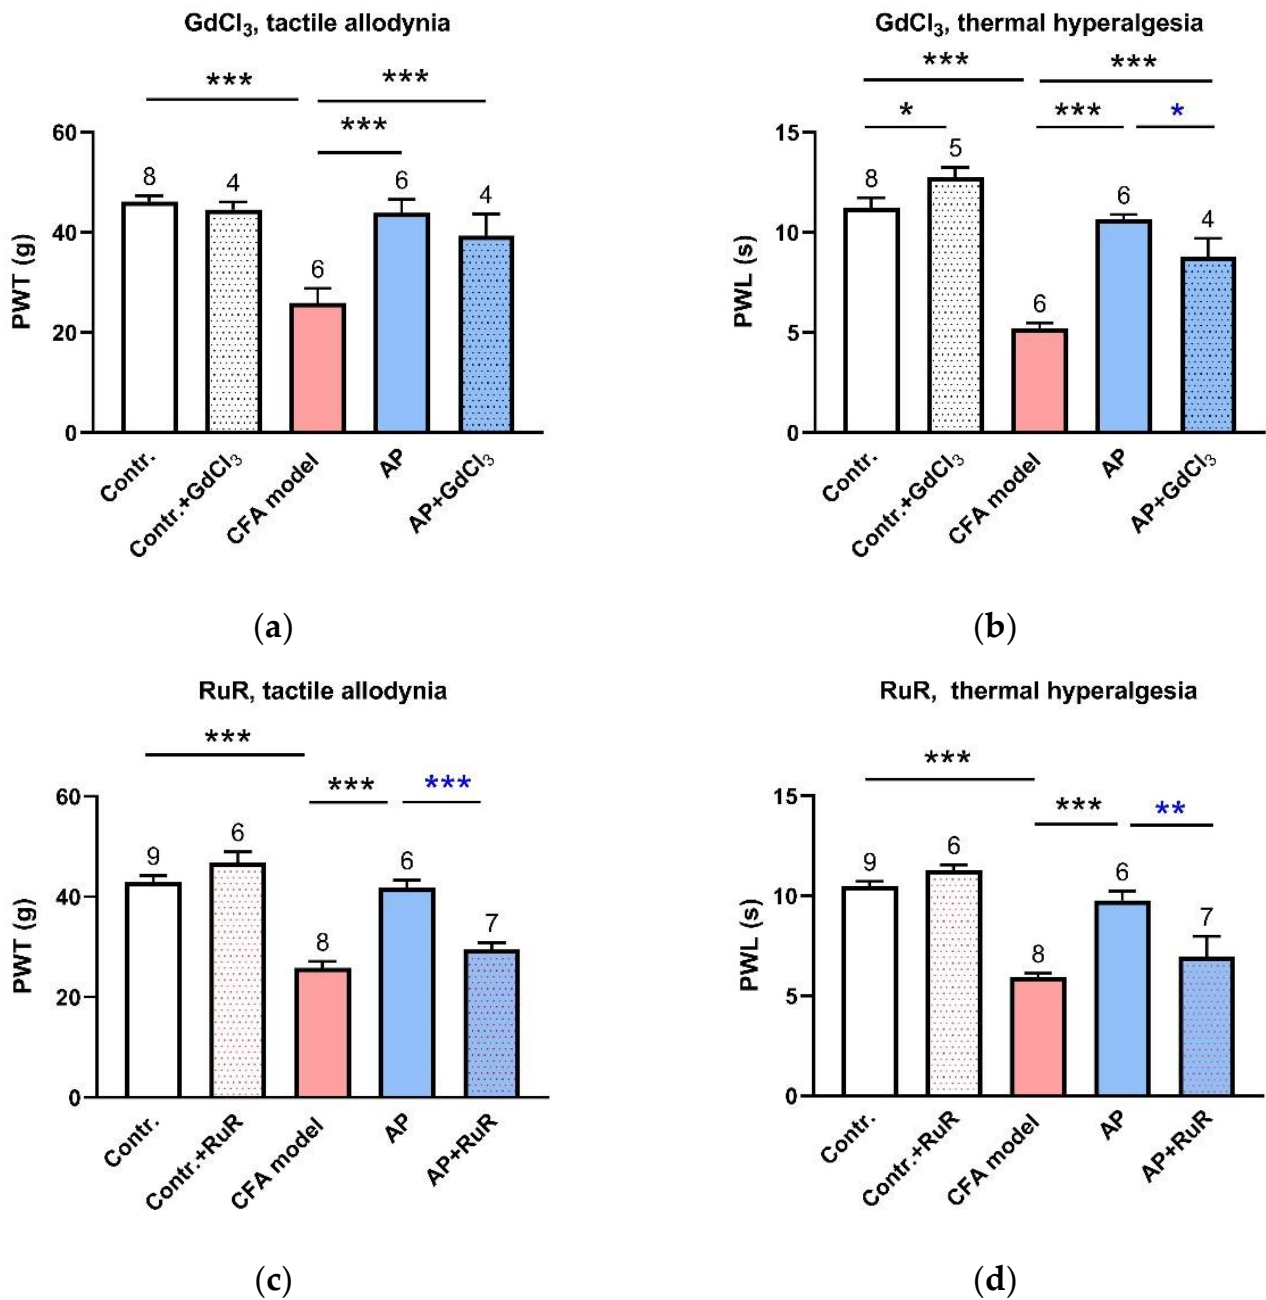 GdCl3, tactile allodynia
***
***
***
60
40
20
0
PWT (g)
8
4
6
6
4
Contr.
Contr.+GdCl3
CFA model
AP
AP+GdCl3
(a)
GdCl3, thermal hyperalgesia
***
***
*
***
*
15
10
5
0
PWL (s)
8
5
6
6
4
Contr.
Contr.+GdCl3
CFA model
AP
AP+GdCl3
(b)
RuR, tactile allodynia
***
***
***
60
40
20
0
PWT (g)
9
6
8
6
7
Contr.
Contr.+RuR
CFA model
AP
AP+RuR
(c)
RuR, thermal hyperalgesia
***
***
**
15
10
5
0
PWL (s)
9
6
8
6
7
Contr.
Contr.+RuR
CFA model
AP
AP+RuR
(d)